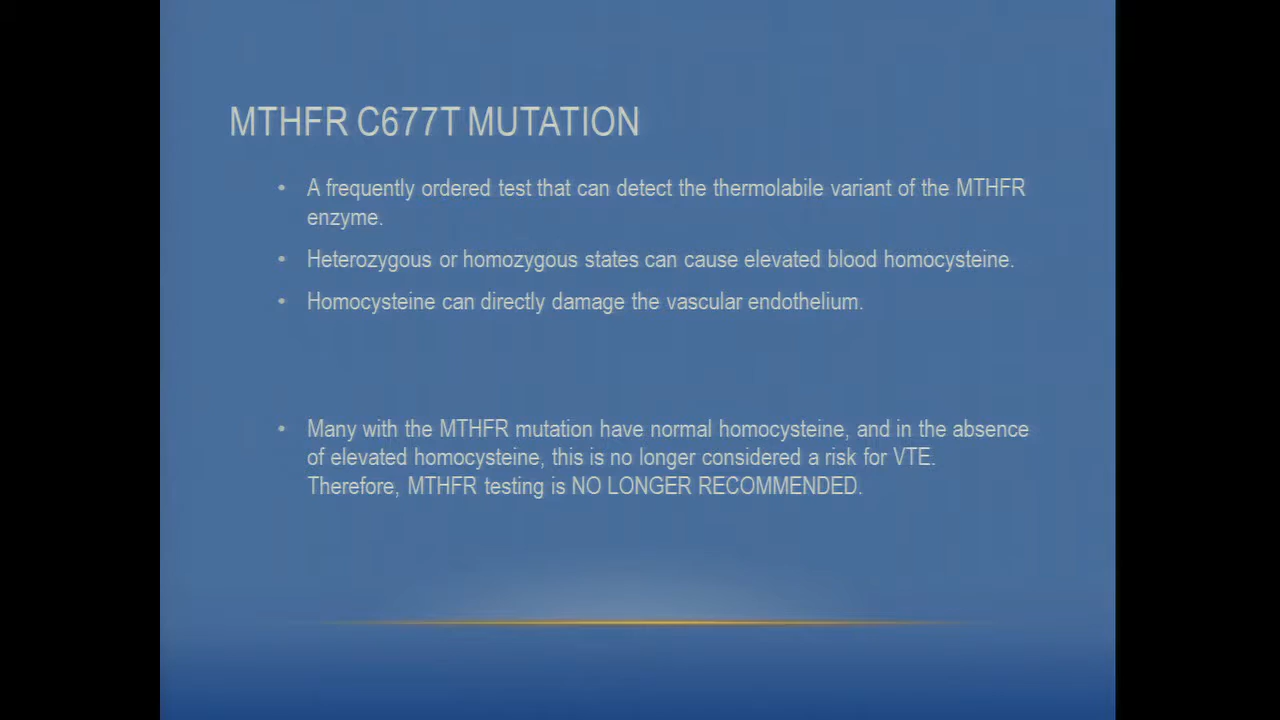 MTHFR C677T MUTATION
• A frequently ordered test that can detect the thermolabile variant of the MTHFR
enzyme.
• Heterozygous or homozygous states can cause elevated blood homocysteine.
• Homocysteine can directly damage the vascular endothelium.
• Many with the MTHFR mutation have normal homocysteine, and in the absence
of elevated homocysteine, this is no longer considered a risk for VTE.
Therefore, MTHFR testing is NO LONGER RECOMMENDED.